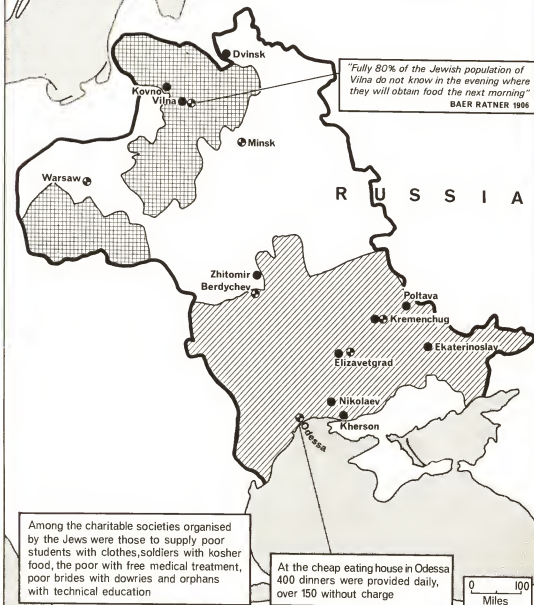 Dvinsk
"Fully 80% of the Jewish population of
Vilna do not know in the evening where
they will obtain food the next morning"
BAER RATNER 1906
Kovno
Vilna
Minsk
Warsaw
R U S S I A
Zhitomir
Berdychev
Poltava
Kremenchug
Ekaterinoslav
Elizavetgrad
Nikolaev
Kherson
Odessa
Among the charitable societies organised
by the Jews were those to supply poor
students with clothes,soldiers with kosher
food, the poor with free medical treatment,
poor brides with dowries and orphans
with technical education
At the cheap eating house in Odessa
400 dinners were provided daily,
over 150 without charge
0 100
Miles